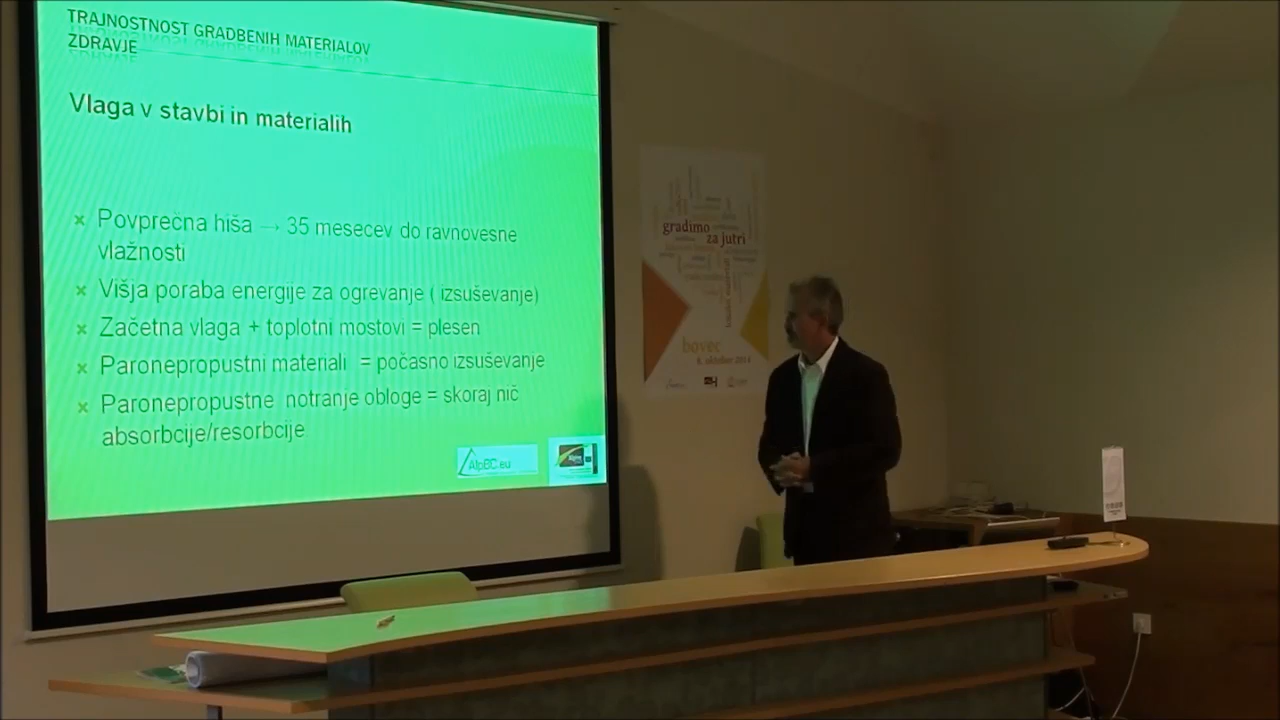 TRAJNOSTNOST GRADBENIH MATERIALOV
ZDRAVJE
Vlaga v stavbi in materialih
Povprečna hiša → 35 mesecev do ravnovesne
vlažnosti
Višja poraba energije za ogrevanje ( izsuševanje)
Začetna vlaga + toplotni mostovi = plesen
Paronepropustni materiali = počasno izsuševanje
Paronepropustne notranje obloge = skoraj nič
absorbcije/resorbcije
AlpBC.eu
gradimo
za jutri
bovec